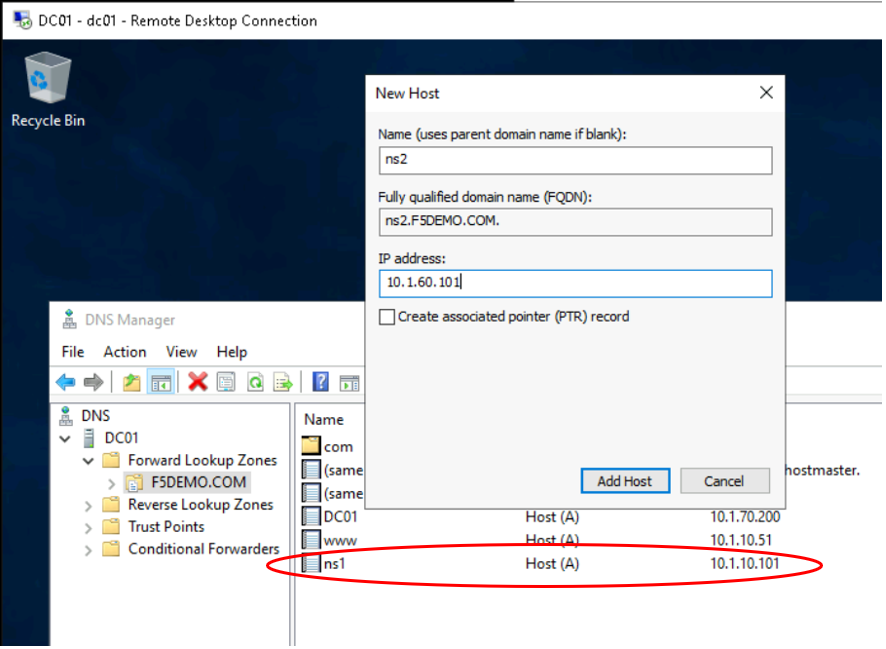 DC01 - dc01 - Remote Desktop Connection
Recycle Bin
New Host
Name (uses parent domain name if blank):
ns2
Fully qualified domain name (FQDN):
ns2.F5DEMO.COM.
IP address:
10.1.60.101
Create associated pointer (PTR) record
Add Host
Cancel
DNS Manager
File Action View Help
DNS
DC01
Forward Lookup Zones
F5DEMO.COM
Reverse Lookup Zones
Trust Points
Conditional Forwarders
Name
com
(same
hostmaster.
(same
DC01 Host (A) 10.1.70.200
www Host (A) 10.1.10.51
ns1 Host (A) 10.1.10.101